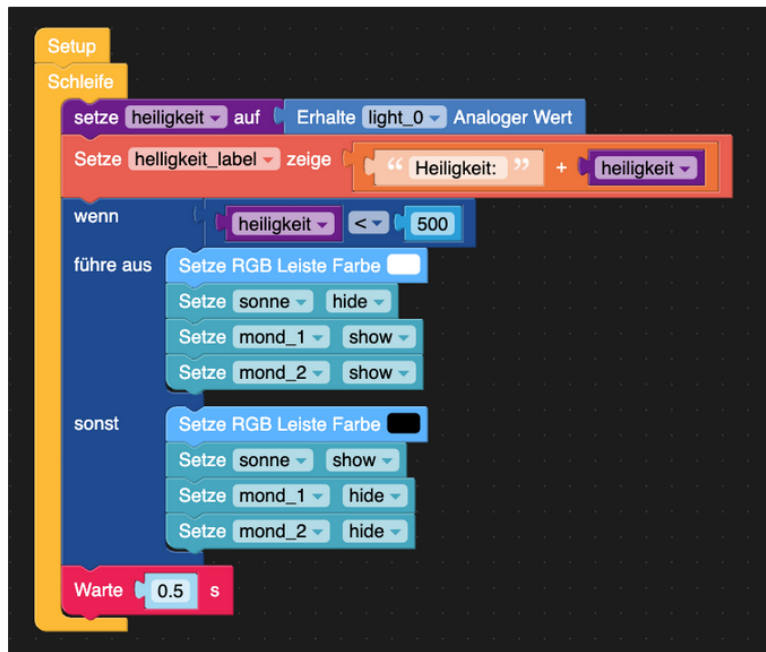 Setup
Schleife
setze heiligkeit auf Erhalte light_0 Analoger Wert
Setze helligkeit_label zeige “ Heiligkeit: ” + heiligkeit
wenn heiligkeit < 500
führe aus Setze RGB Leiste Farbe
Setze sonne hide
Setze mond_1 show
Setze mond_2 show
sonst Setze RGB Leiste Farbe
Setze sonne show
Setze mond_1 hide
Setze mond_2 hide
Warte 0.5 s